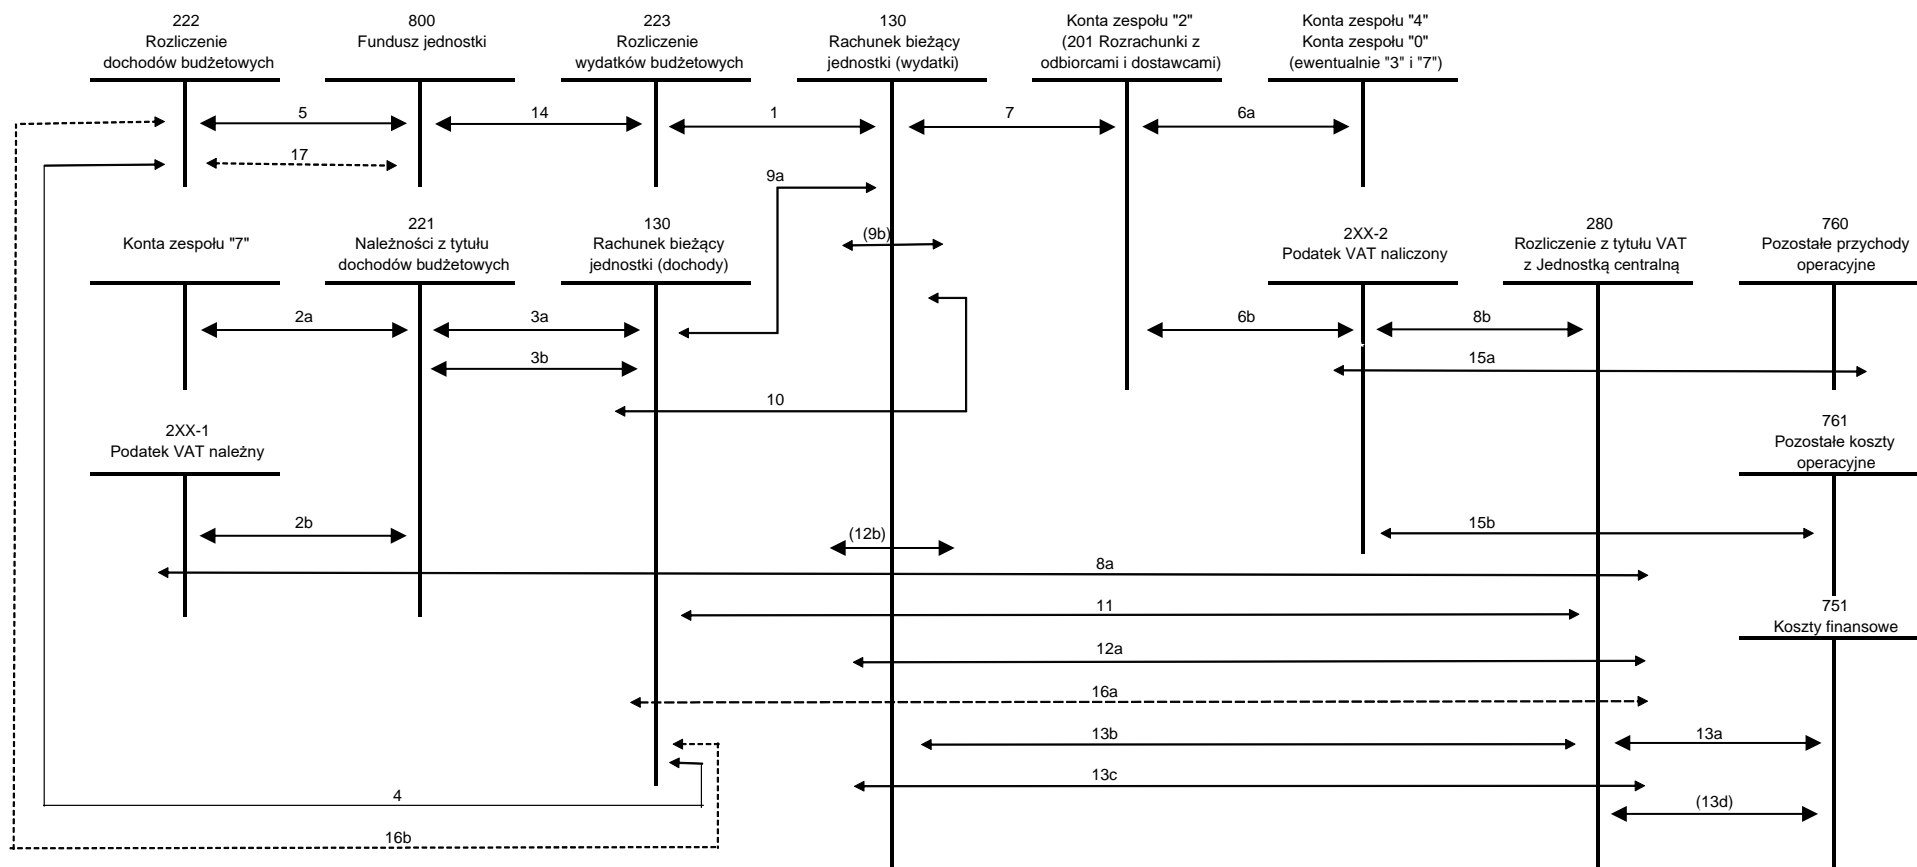 222
Rozliczenie
dochodów budżetowych
800
Fundusz jednostki
223
Rozliczenie
wydatków budżetowych
130
Rachunek bieżący
jednostki (wydatki)
Konta zespołu "2"
(201 Rozrachunki z
odbiorcami i dostawcami)
Konta zespołu "4"
Konta zespołu "0"
(ewentualnie "3" i "7")
5
14
1
7
6a
17
9a
(9b)
Konta zespołu "7"
221
Należności z tytułu
dochodów budżetowych
130
Rachunek bieżący
jednostki (dochody)
2XX-2
Podatek VAT naliczony
280
Rozliczenie z tytułu VAT
z Jednostką centralną
760
Pozostałe przychody
operacyjne
2a
3a
6b
8b
3b
15a
10
2XX-1
Podatek VAT należny
761
Pozostałe koszty
operacyjne
2b
(12b)
15b
8a
11
751
Koszty finansowe
12a
16a
13b
13a
13c
4
(13d)
16b